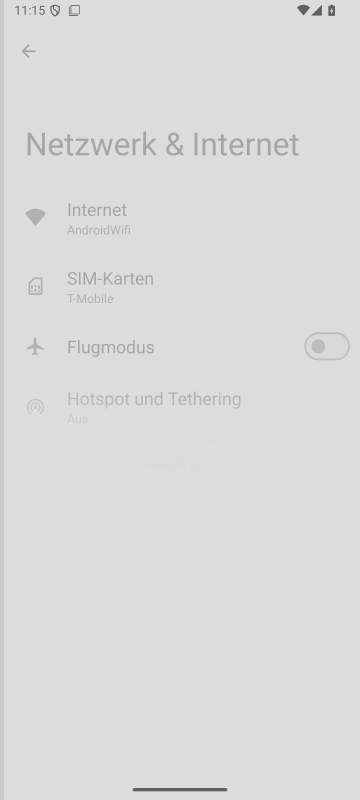 11:15
Netzwerk & Internet
Internet
AndroidWifi
SIM-Karten
T-Mobile
Flugmodus
Hotspot und Tethering
Aus